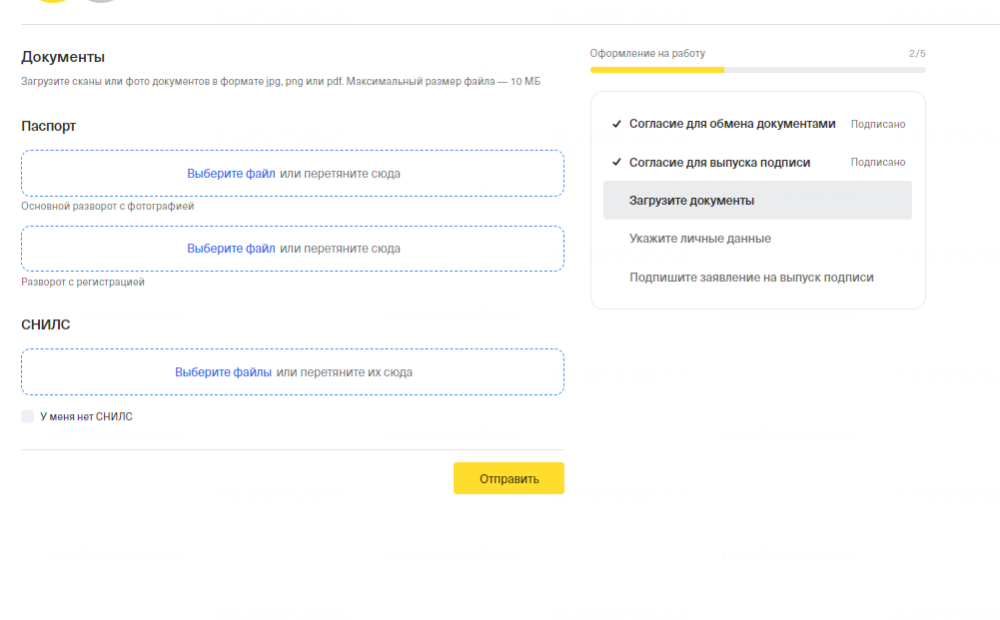 Документы
Загрузите сканы или фото документов в формате jpg, png или pdf. Максимальный размер файла — 10 МБ
Паспорт
Выберите файл или перетяните сюда
Основной разворот с фотографией
Выберите файл или перетяните сюда
Разворот с регистрацией
СНИЛС
Выберите файлы или перетяните их сюда
У меня нет СНИЛС
Отправить
Оформление на работу 2/5
Согласие для обмена документами Подписано
Согласие для выпуска подписи Подписано
Загрузите документы
Укажите личные данные
Подпишите заявление на выпуск подписи